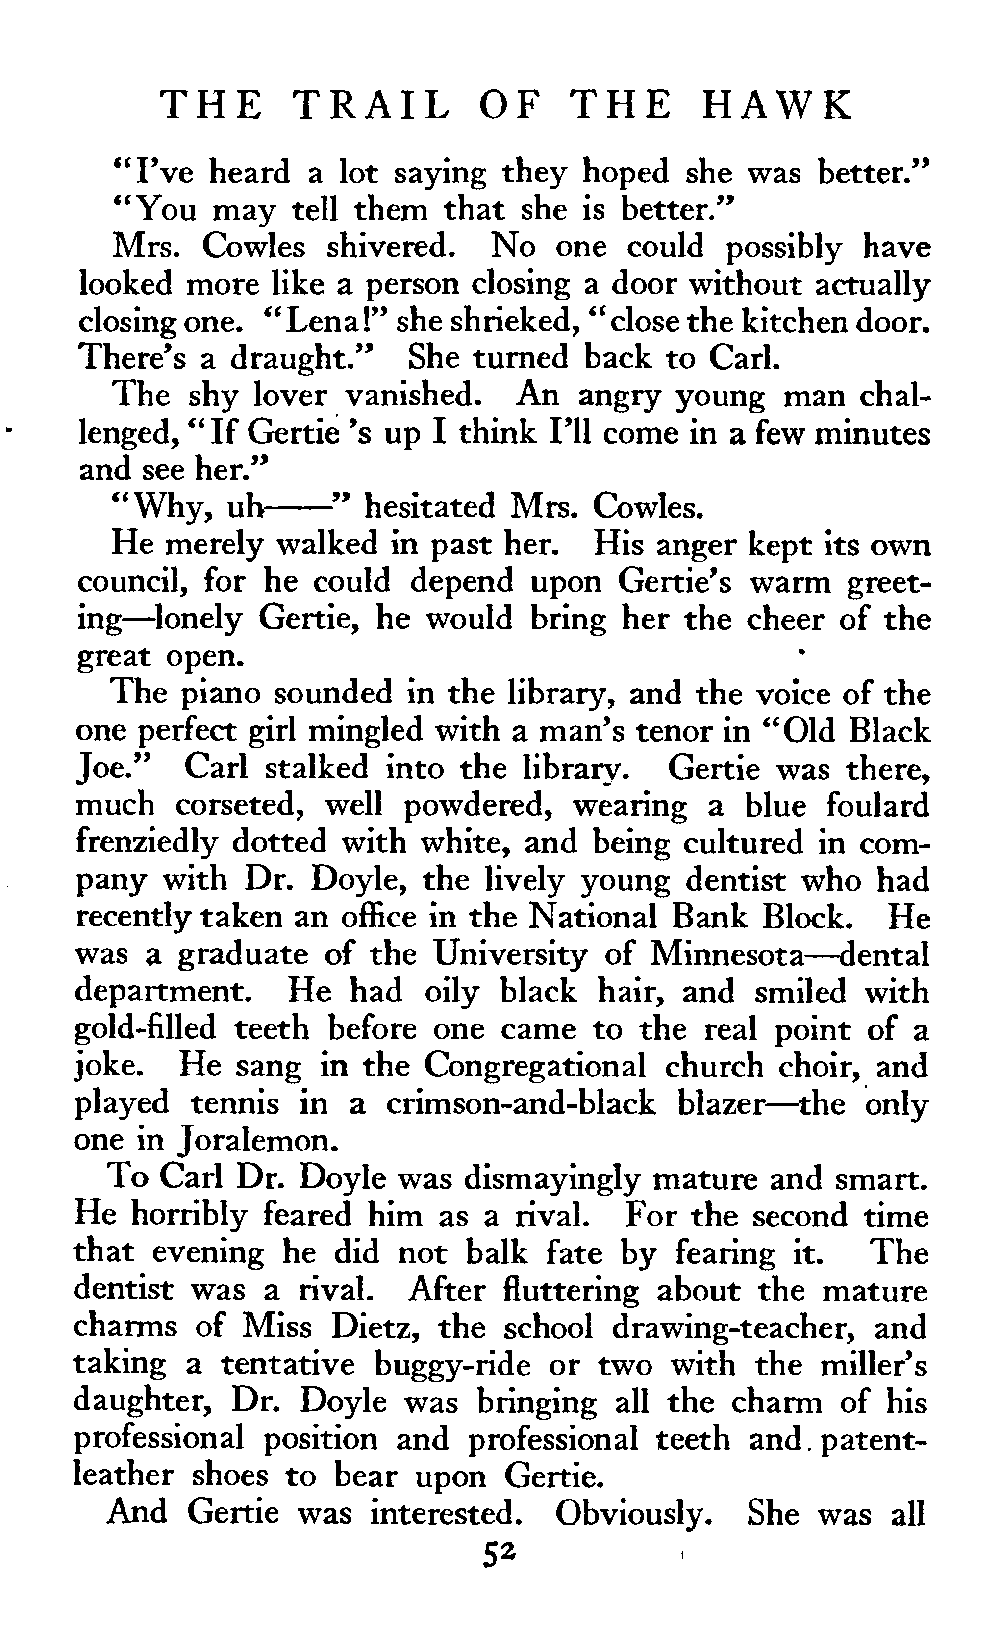 THE TRAIL OF THE HAWK
"I've heard a lot saying they hoped she was better."
"You may tell them that she is better."
Mrs. Cowles shivered. No one could possibly have
looked more like a person closing a door without actually
closing one. "Lena!" she shrieked, "close the kitchen door.
There's a draught." She turned back to Carl.
The shy lover vanished. An angry young man chal-
lenged, "If Gertie 's up I think I'll come in a few minutes
and see her."
"Why, uh——" hesitated Mrs. Cowles.
He merely walked in past her. His anger kept its own
council, for he could depend upon Gertie's warm greet-
ing—lonely Gertie, he would bring her the cheer of the
great open.
The piano sounded in the library, and the voice of the
one perfect girl mingled with a man's tenor in "Old Black
Joe." Carl stalked into the library. Gertie was there,
much corseted, well powdered, wearing a blue foulard
frenziedly dotted with white, and being cultured in com-
pany with Dr. Doyle, the lively young dentist who had
recently taken an office in the National Bank Block. He
was a graduate of the University of Minnesota—dental
department. He had oily black hair, and smiled with
gold-filled teeth before one came to the real point of a
joke. He sang in the Congregational church choir, and
played tennis in a crimson-and-black blazer—the only
one in Joralemon.
To Carl Dr. Doyle was dismayingly mature and smart.
He horribly feared him as a rival. For the second time
that evening he did not balk fate by fearing it. The
dentist was a rival. After fluttering about the mature
charms of Miss Dietz, the school drawing-teacher, and
taking a tentative buggy-ride or two with the miller's
daughter, Dr. Doyle was bringing all the charm of his
professional position and professional teeth and patent-
leather shoes to bear upon Gertie.
And Gertie was interested. Obviously. She was all
52